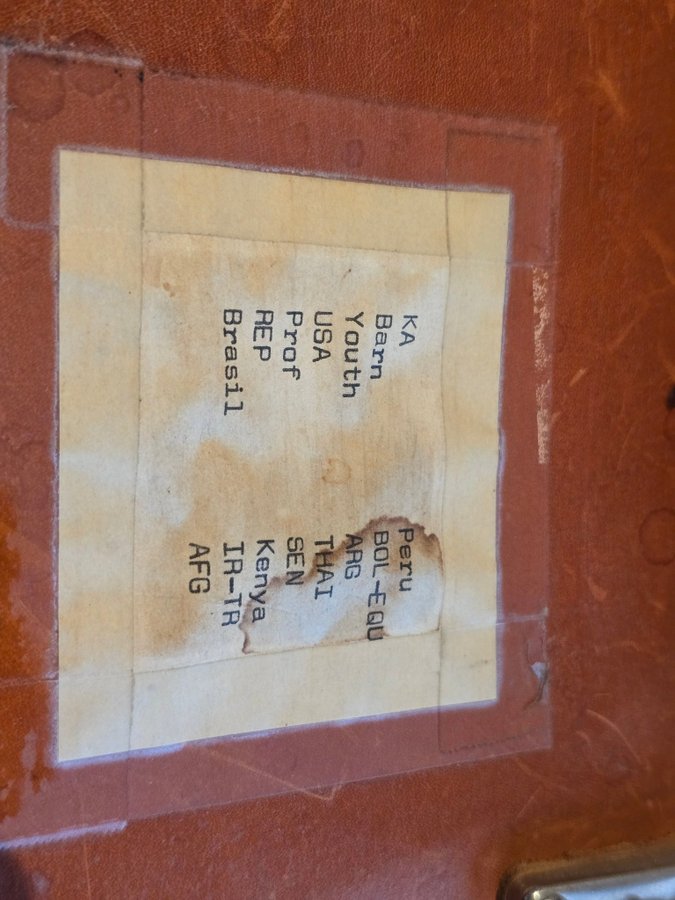 KA
Barn
Youth
USA
Prof
REP
Brasil
Peru
BOL-EQU
ARG
THAI
SEN
Kenya
IR-TR
AFG